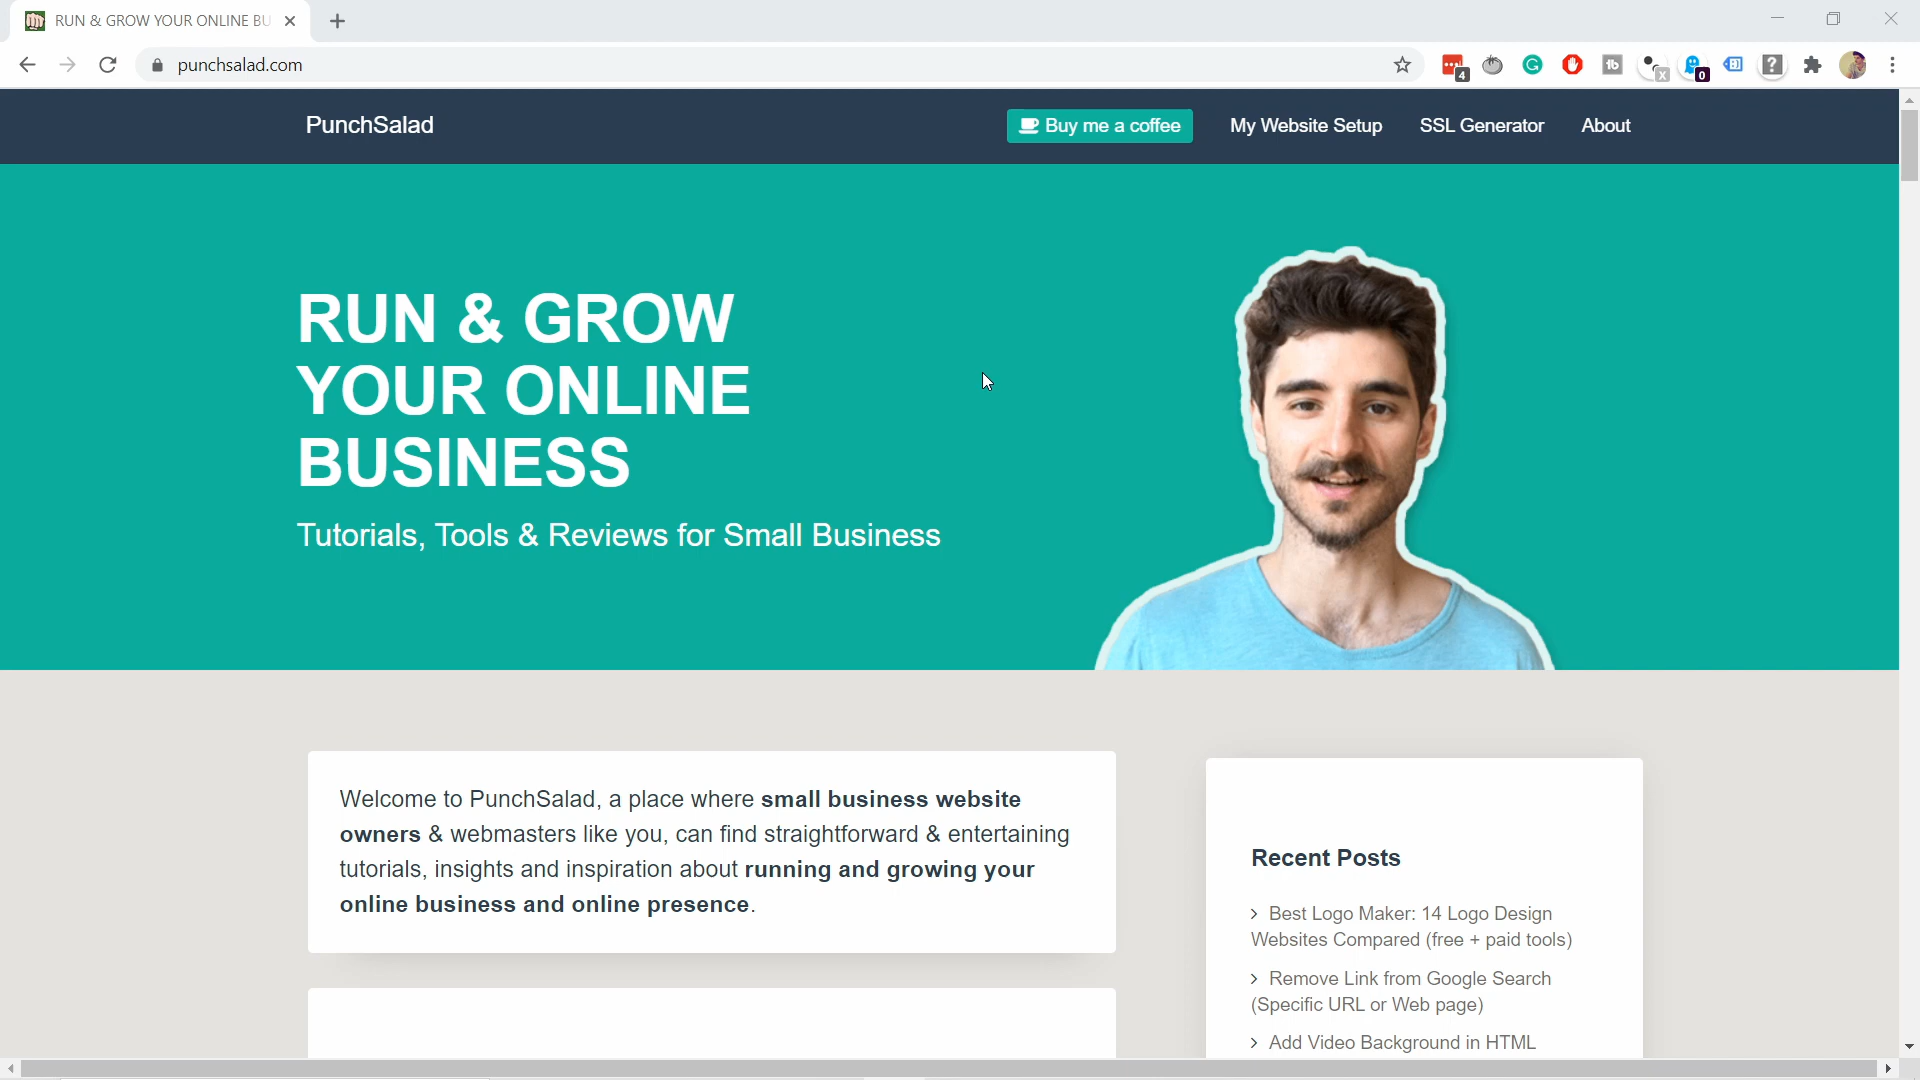 RUN & GROW YOUR ONLINE BU
punchsalad.com
4
tb
x
0
?
PunchSalad
Buy me a coffee
My Website Setup
SSL Generator
About
RUN & GROW
YOUR ONLINE
BUSINESS
Tutorials, Tools & Reviews for Small Business
Welcome to PunchSalad, a place where small business website
owners & webmasters like you, can find straightforward & entertaining
tutorials, insights and inspiration about running and growing your
online business and online presence.
Recent Posts
> Best Logo Maker: 14 Logo Design
Websites Compared (free + paid tools)
> Remove Link from Google Search
(Specific URL or Web page)
> Add Video Background in HTML